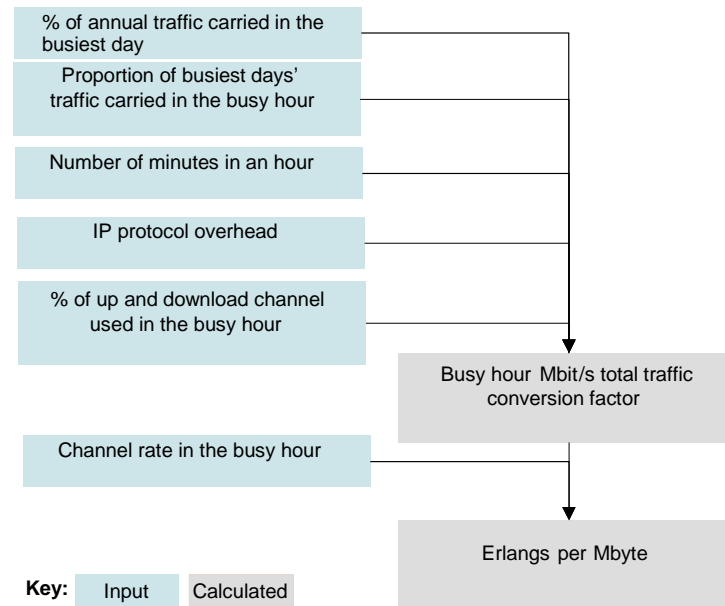 % of annual traffic carried in the
busiest day
Proportion of busiest days’
traffic carried in the busy hour
Number of minutes in an hour
IP protocol overhead
% of up and download channel
used in the busy hour
Busy hour Mbit/s total traffic
conversion factor
Channel rate in the busy hour
Erlangs per Mbyte
Key: Input Calculated